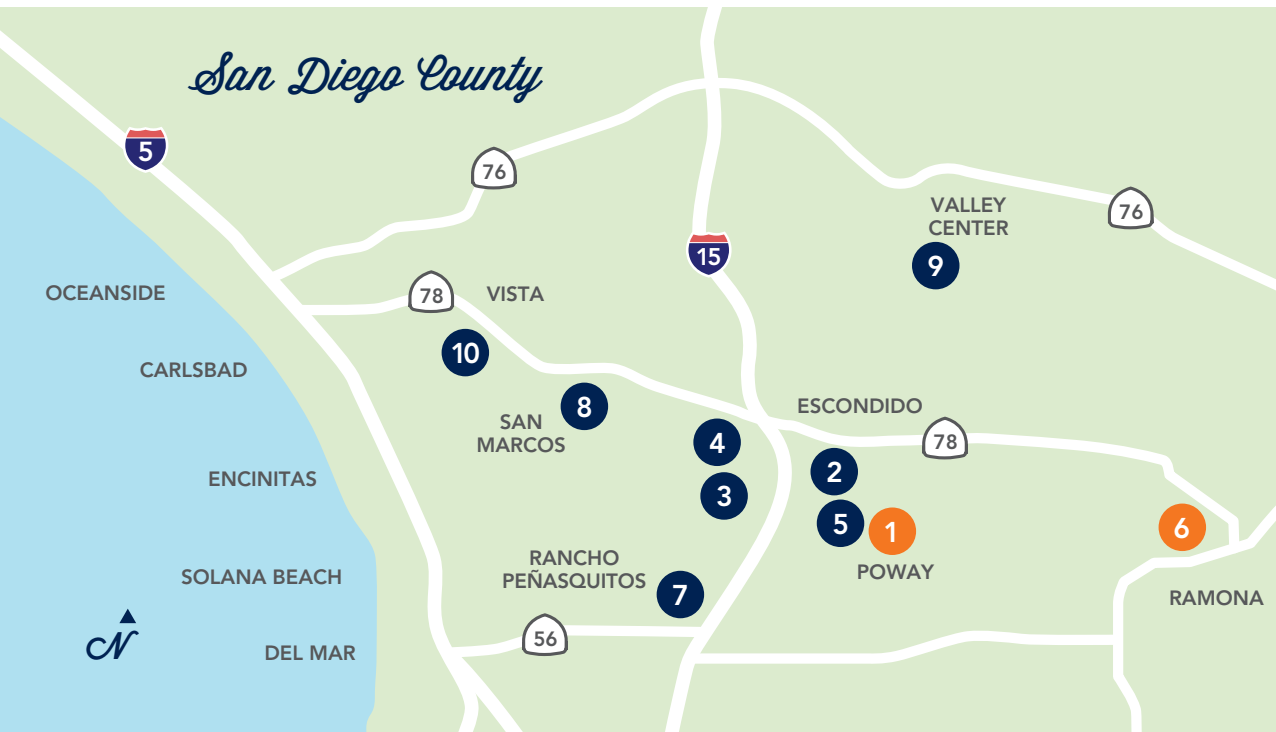 San Diego County
5
76
VALLEY
CENTER
76
15
9
OCEANSIDE
78
VISTA
10
CARLSBAD
8
SAN
MARCOS
ESCONDIDO
4
78
2
ENCINITAS
3
5
1
6
RANCHO
PEÑASQUITOS
POWAY
SOLANA BEACH
7
RAMONA
N
56
DEL MAR